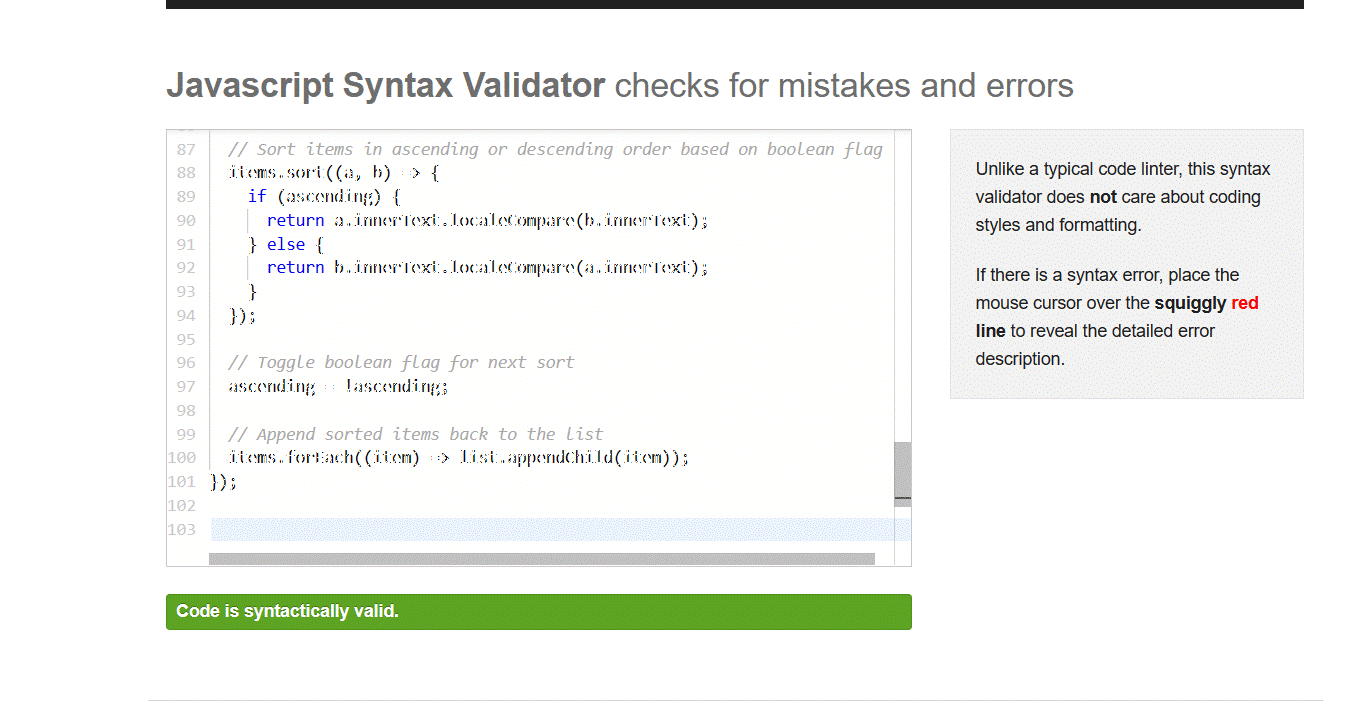 Javascript Syntax Validator checks for mistakes and errors
87 // Sort items in ascending or descending order based on boolean flag
88 items.sort((a, b) => {
89 if (ascending) {
90 return a.innerText.localeCompare(b.innerText);
91 } else {
92 return b.innerText.localeCompare(a.innerText);
93 }
94 });
95
96 // Toggle boolean flag for next sort
97 ascending = !ascending;
98
99 // Append sorted items back to the list
100 items.forEach((item) => list.appendChild(item));
101 });
102
103
Code is syntactically valid.
Unlike a typical code linter, this syntax
validator does not care about coding
styles and formatting.
If there is a syntax error, place the
mouse cursor over the squiggly red
line to reveal the detailed error
description.